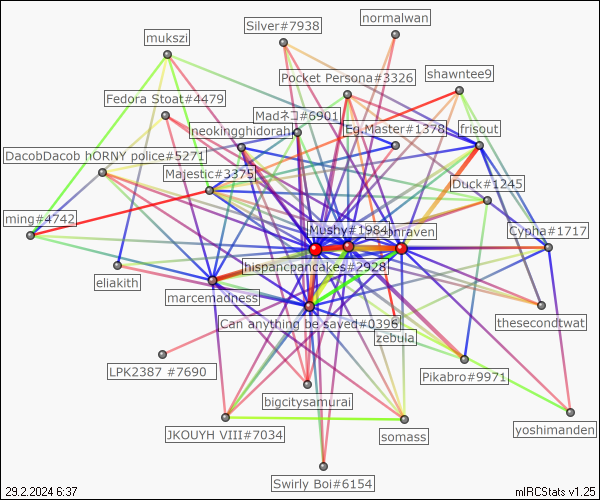 normalwan
Silver#7938
mukszi
shawntee9
Pocket Persona#3326
Fedora Stoat#4479
Madネコ#6901
neokingghidorah
Eg.Master#1378
frisout
DacobDacob hORNY police#5271
Majestic#3375
Duck#1245
ming#4742
Mushy#1984
Cypha#1717
hispancpancakes#2928
eliakith
marcemadness
Can anything be saved#0396
thesecondtwat
zebula
LPK2387 #7690
Pikabro#9971
bigcitysamurai
JKOUYH VIII#7034
somass
yoshimanden
Swirly Boi#6154
29.2.2024 6:37
mIRCStats v1.25